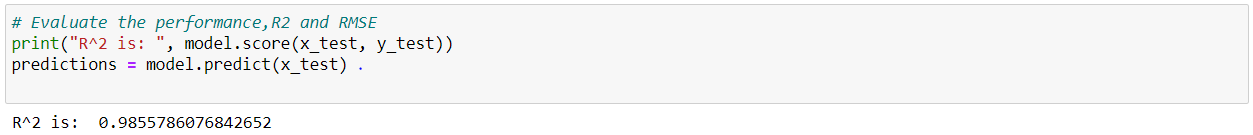 # Evaluate the performance,R2 and RMSE
print("R^2 is: ", model.score(x_test, y_test))
predictions = model.predict(x_test) .
R^2 is:  0.9855786076842652